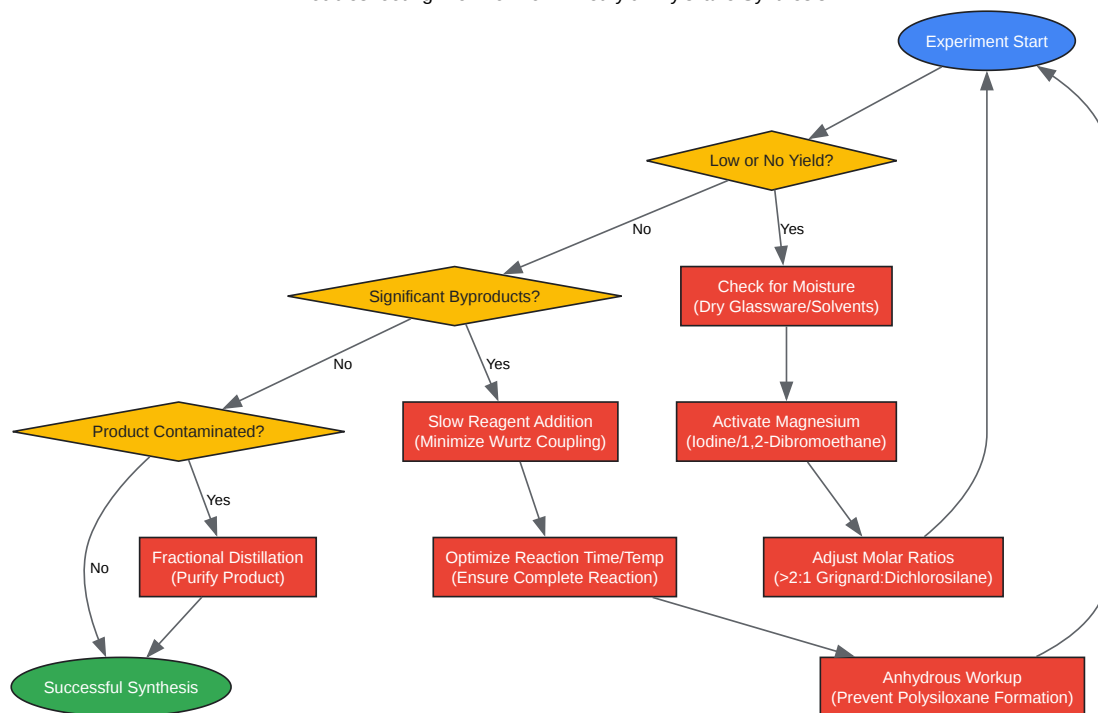 Experiment Start
Low or No Yield?
No
Yes
Significant Byproducts?
Check for Moisture
(Dry Glassware/Solvents)
No
Yes
Product Contaminated?
Slow Reagent Addition
(Minimize Wurtz Coupling)
Activate Magnesium
(Iodine/1,2-Dibromoethane)
Yes
No
Fractional Distillation
(Purify Product)
Optimize Reaction Time/Temp
(Ensure Complete Reaction)
Adjust Molar Ratios
(>2:1 Grignard:Dichlorosilane)
Successful Synthesis
Anhydrous Workup
(Prevent Polysiloxane Formation)